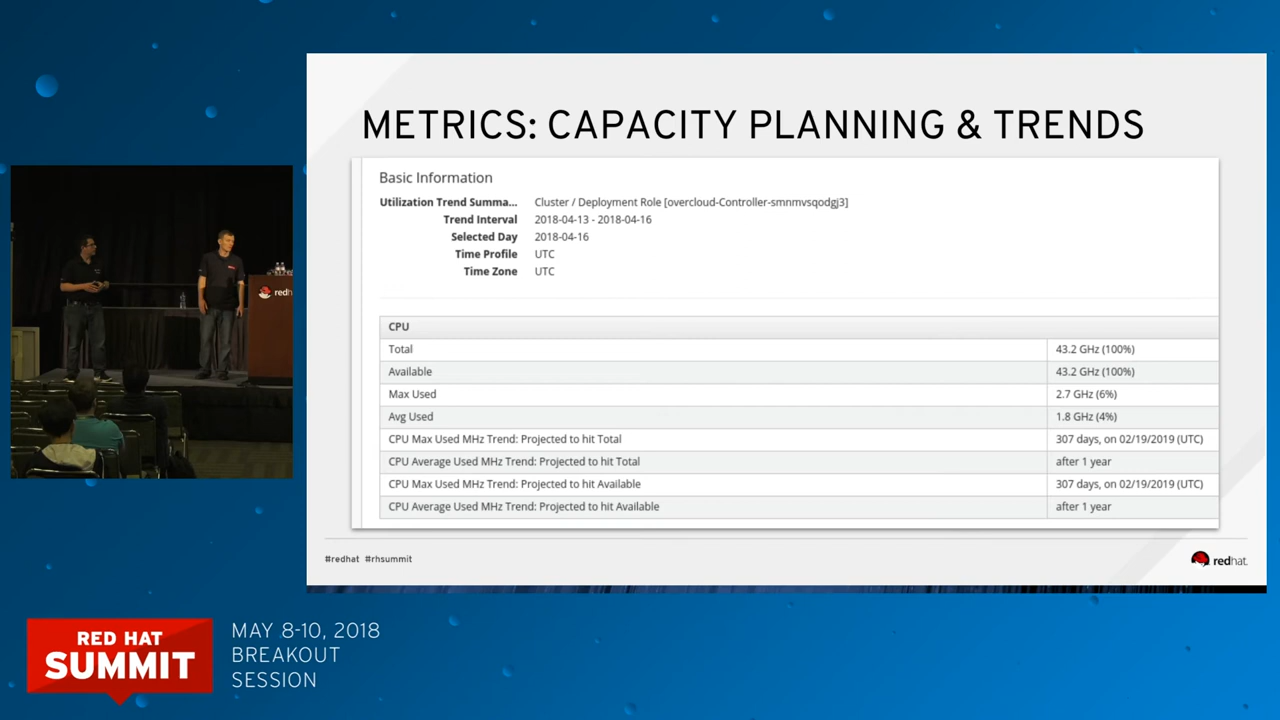 METRICS: CAPACITY PLANNING & TRENDS
Basic Information
Utilization Trend Summa... Cluster / Deployment Role [overcloud-Controller-smnmvsqodgj3]
Trend Interval 2018-04-13 - 2018-04-16
Selected Day 2018-04-16
Time Profile UTC
Time Zone UTC
CPU
Total 43.2 GHz (100%)
Available 43.2 GHz (100%)
Max Used 2.7 GHz (6%)
Avg Used 1.8 GHz (4%)
CPU Max Used MHz Trend: Projected to hit Total 307 days, on 02/19/2019 (UTC)
CPU Average Used MHz Trend: Projected to hit Total after 1 year
CPU Max Used MHz Trend: Projected to hit Available 307 days, on 02/19/2019 (UTC)
CPU Average Used MHz Trend: Projected to hit Available after 1 year
#redhat #rhsummit
redhat.
redh
RED HAT
SUMMIT
MAY 8-10, 2018
BREAKOUT
SESSION